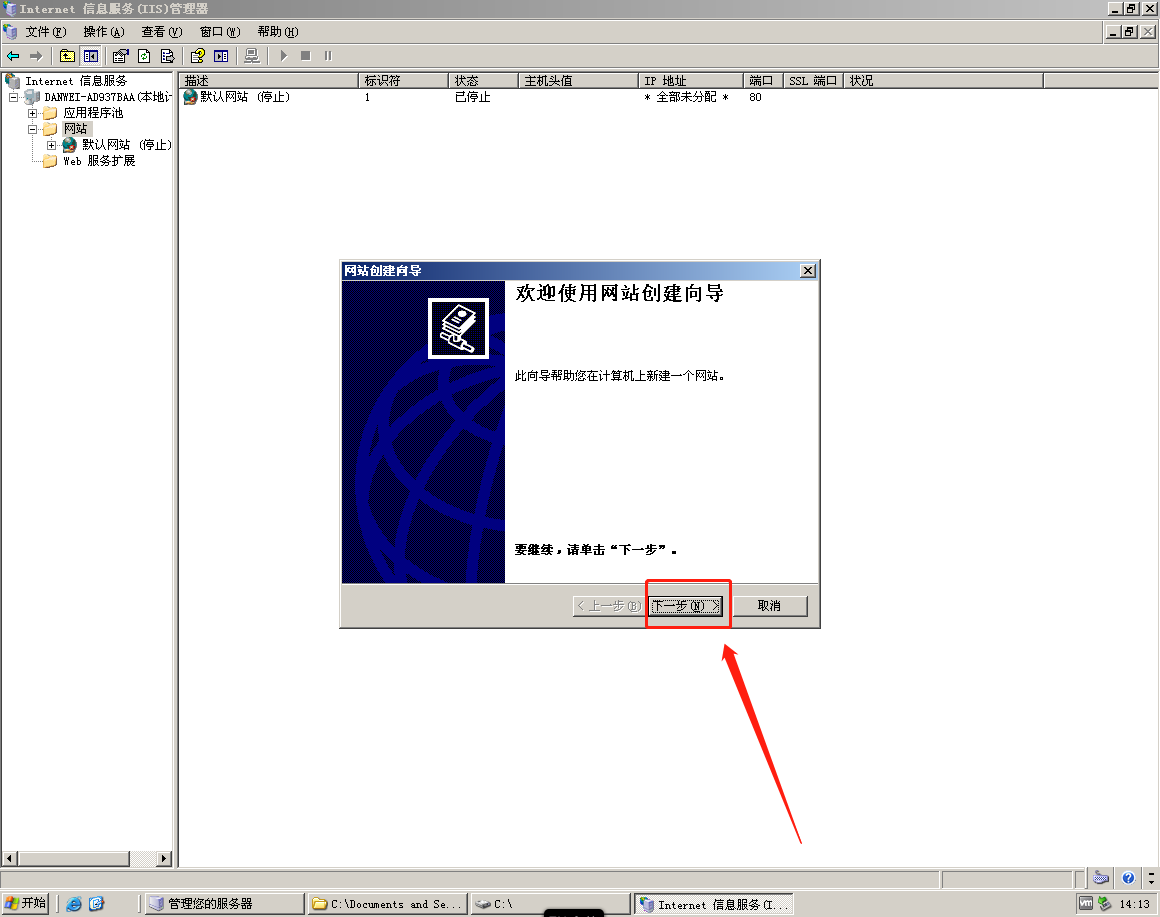 Internet 信息服务(IIS)管理器
文件(F) 操作(A) 查看(V) 窗口(W) 帮助(H)
Internet 信息服务
DANWEI-AD937BAA(本地计
应用程序池
网站
默认网站 (停止)
Web 服务扩展
描述 标识符 状态 主机头值 IP 地址 端口 SSL 端口 状况
默认网站 (停止) 1 已停止 * 全部未分配 * 80
网站创建向导
欢迎使用网站创建向导
此向导帮助您在计算机上新建一个网站。
要继续，请单击“下一步”。
< 上一步(B) 下一步(N) > 取消
开始 管理您的服务器 C:\Documents and Se... C:\ Internet 信息服务(I... vm 14:13